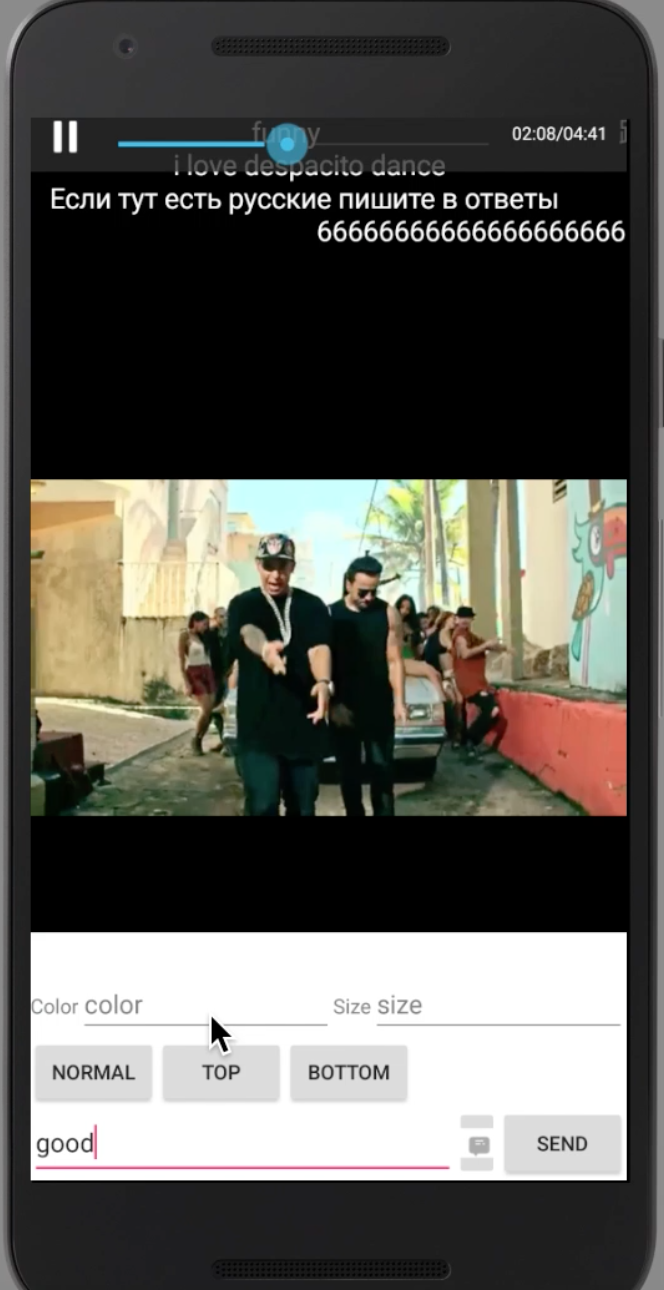 funny
02:08/04:41
i love despacito dance
Если тут есть русские пишите в ответы
66666666666666666666
Color color Size size
NORMAL TOP BOTTOM
good SEND